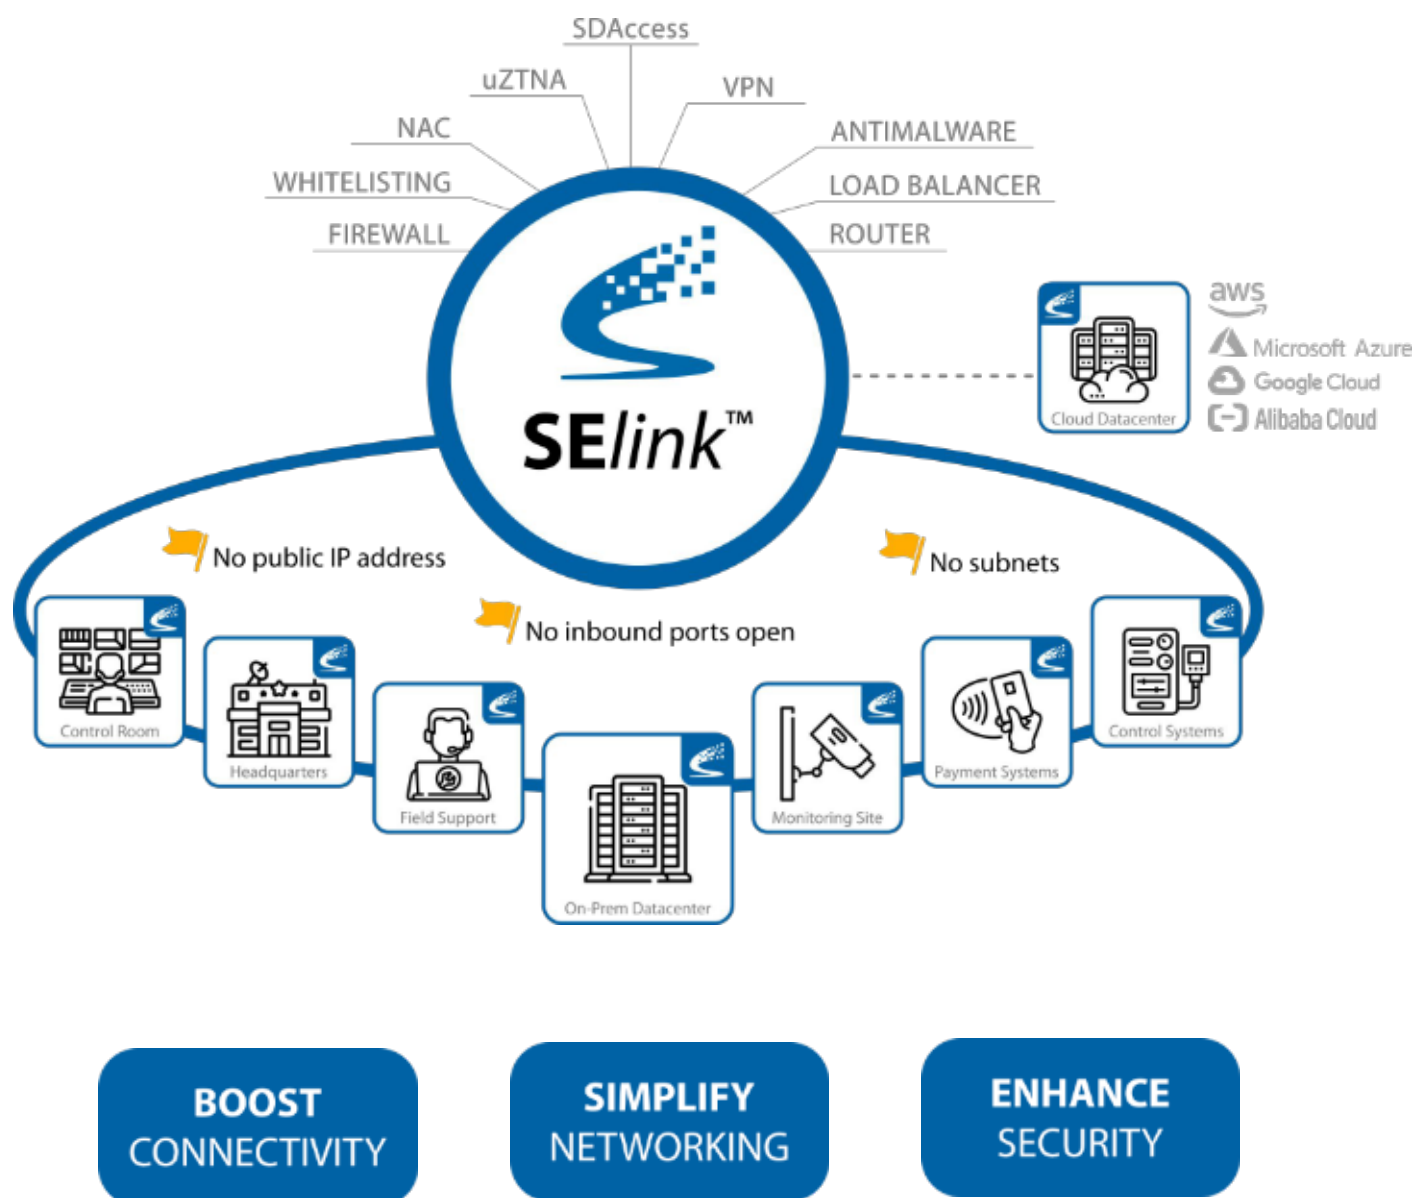 SDAccess
uZTNA
VPN
NAC
ANTIMALWARE
WHITELISTING
LOAD BALANCER
FIREWALL
ROUTER
SElink™
aws
Microsoft Azure
Google Cloud
Alibaba Cloud
Cloud Datacenter
No public IP address
No subnets
No inbound ports open
Control Room
Headquarters
Field Support
On-Prem Datacenter
Monitoring Site
Payment Systems
Control Systems
BOOST
CONNECTIVITY
SIMPLIFY
NETWORKING
ENHANCE
SECURITY